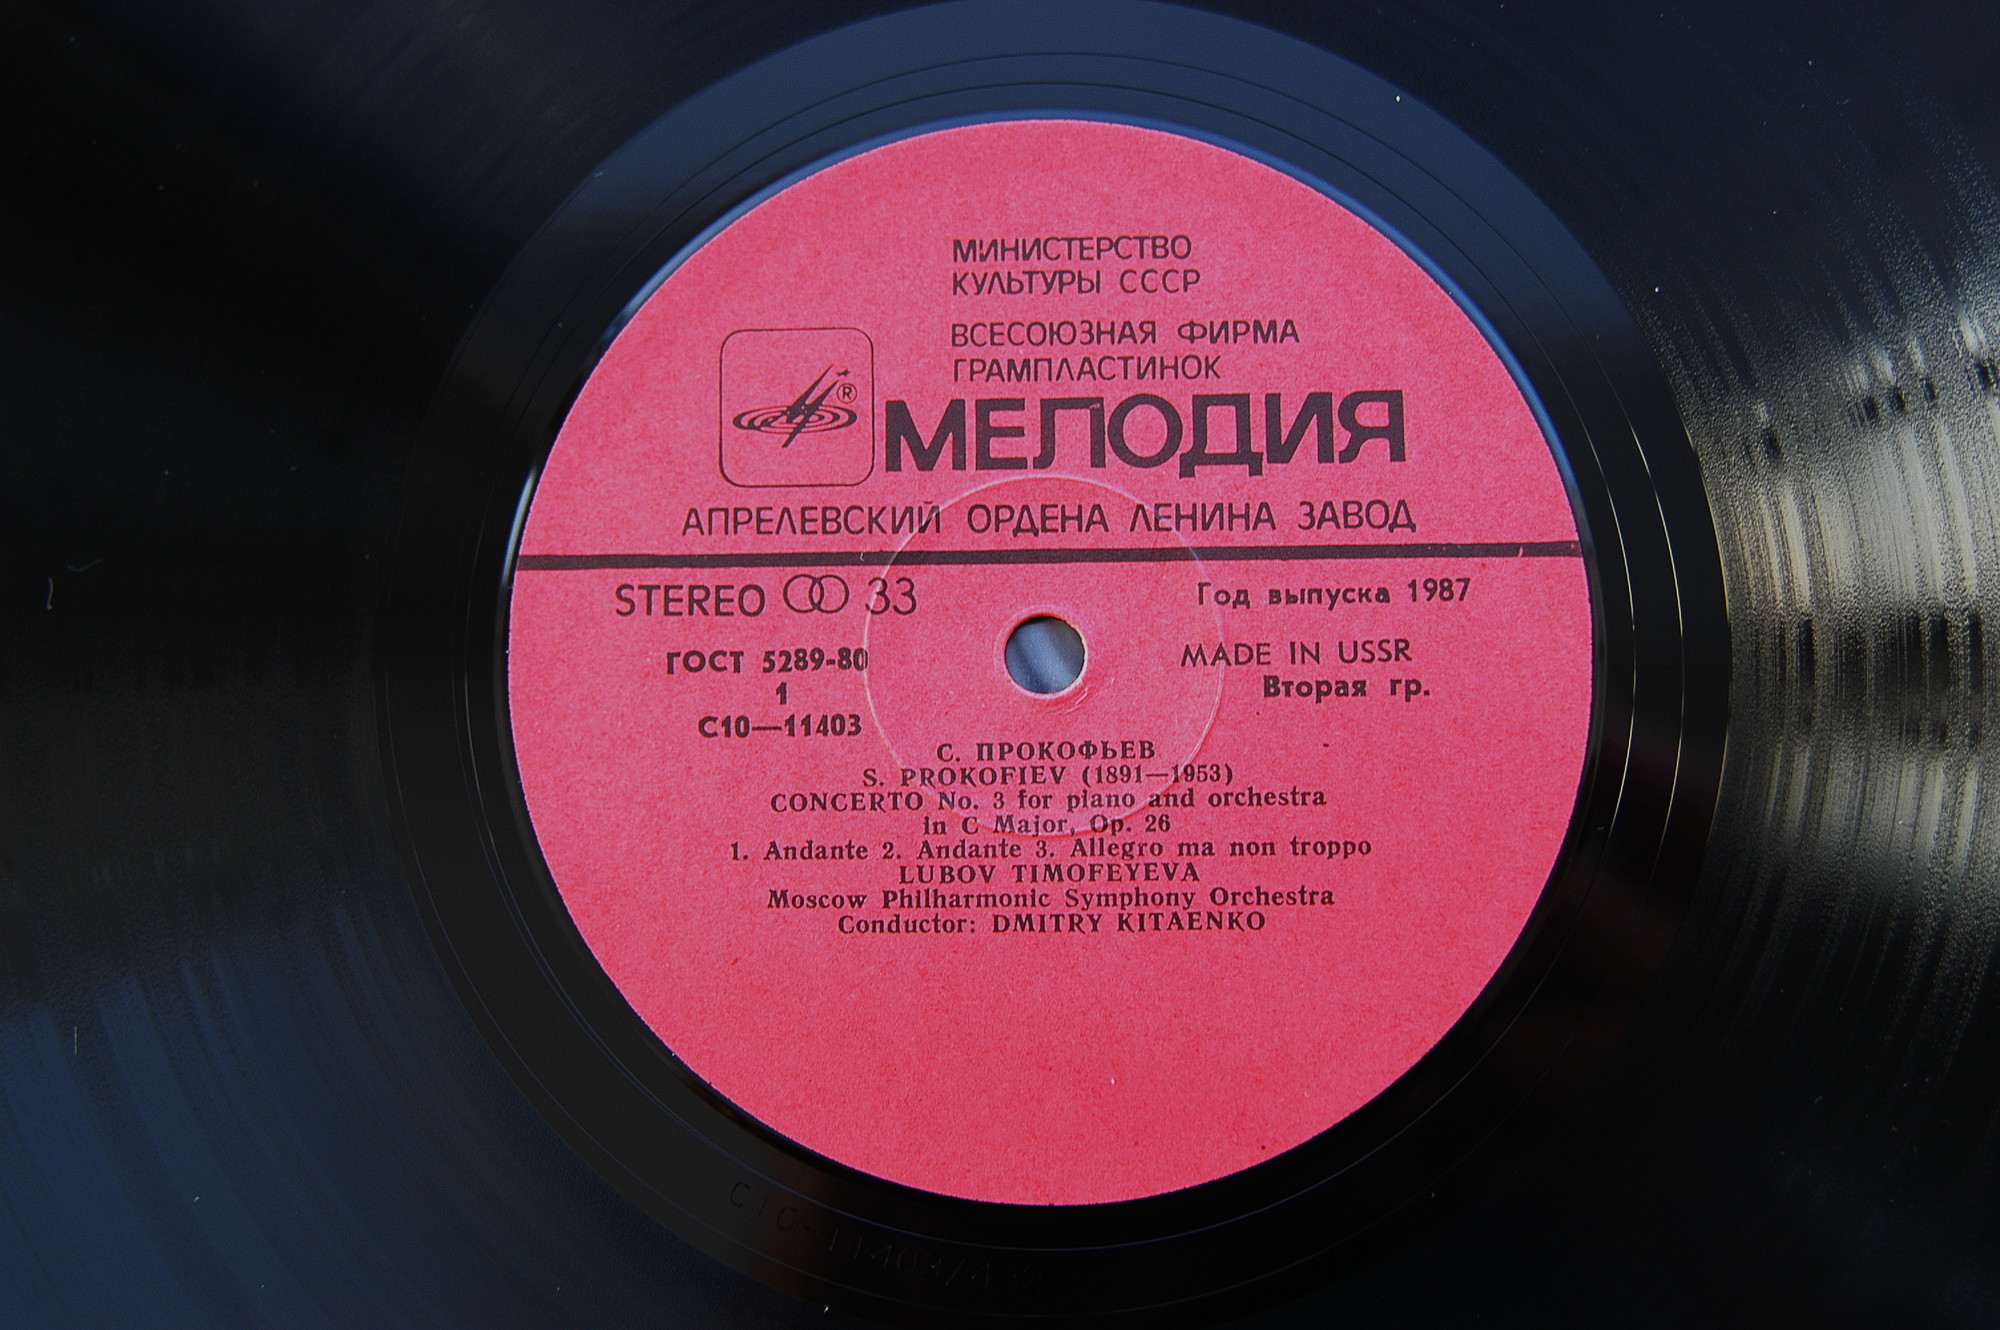 МИНИСТЕРСТВО
КУЛЬТУРЫ СССР
ВСЕСОЮЗНАЯ ФИРМА
ГРАМПЛАСТИНОК
®
МЕЛОДИЯ
АПРЕЛЕВСКИЙ ОРДЕНА ЛЕНИНА ЗАВОД
STEREO 33
Год выпуска 1987
ГОСТ 5289-80
MADE IN USSR
1
Вторая гр.
С10—11403
С. ПРОКОФЬЕВ
S. PROKOFIEV (1891—1953)
CONCERTO No. 3 for piano and orchestra
in C Major, Op. 26
1. Andante 2. Andante 3. Allegro ma non troppo
LUBOV TIMOFEYEVA
Moscow Philharmonic Symphony Orchestra
Conductor: DMITRY KITAENKO
С10-11403/